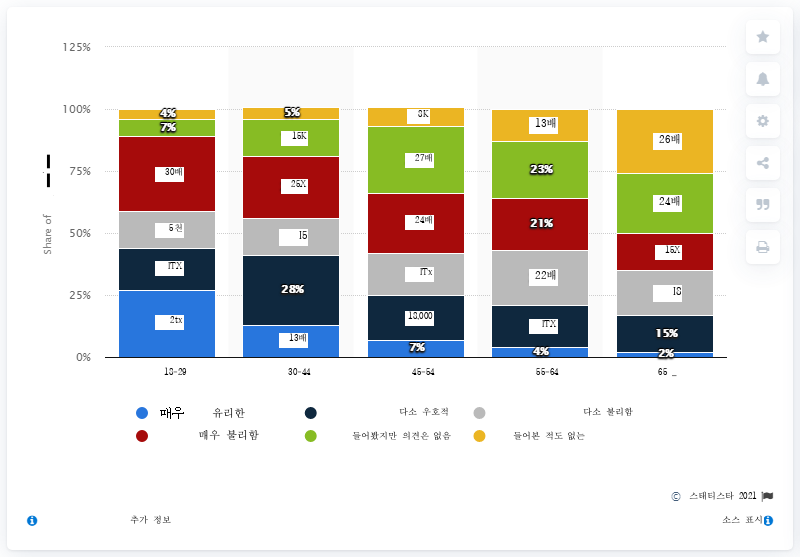 125%
100%
75%
50%
25%
0%
Share of
4%
7%
30배
5천
ITX
2tx
5%
15K
25X
I5
28%
13배
3K
27배
24배
ITx
13,000
7%
13배
23%
21%
22배
ITX
4%
26배
24배
15X
IS
15%
2%
13-29 30-44 45-54 55-64 65 _
매우 유리한 다소 우호적 다소 불리함
매우 불리함 들어봤지만 의견은 없음 들어본 적도 없는
© 스태티스타 2021
추가 정보 소스 표시